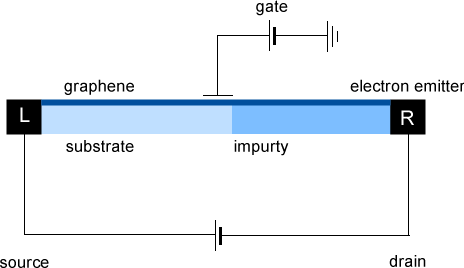 gate
graphene
electron emitter
L
R
substrate
impurty
source
drain